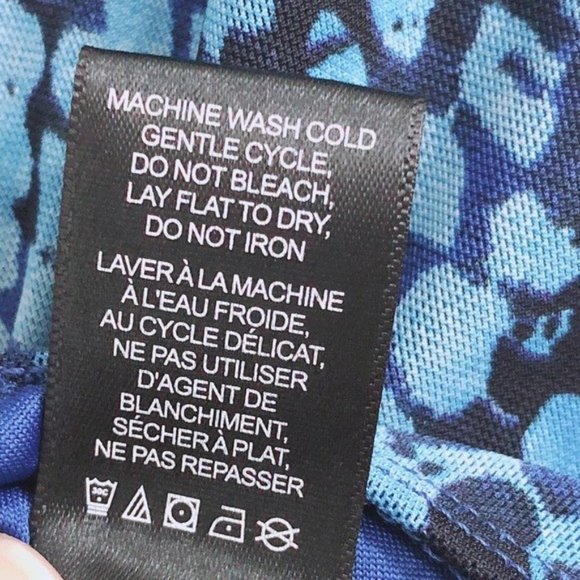 MACHINE WASH COLD
GENTLE CYCLE,
DO NOT BLEACH,
LAY FLAT TO DRY,
DO NOT IRON
LAVER À LA MACHINE
À L'EAU FROIDE,
AU CYCLE DÉLICAT,
NE PAS UTILISER
D'AGENT DE
BLANCHIMENT,
SÉCHER À PLAT,
NE PAS REPASSER
30C